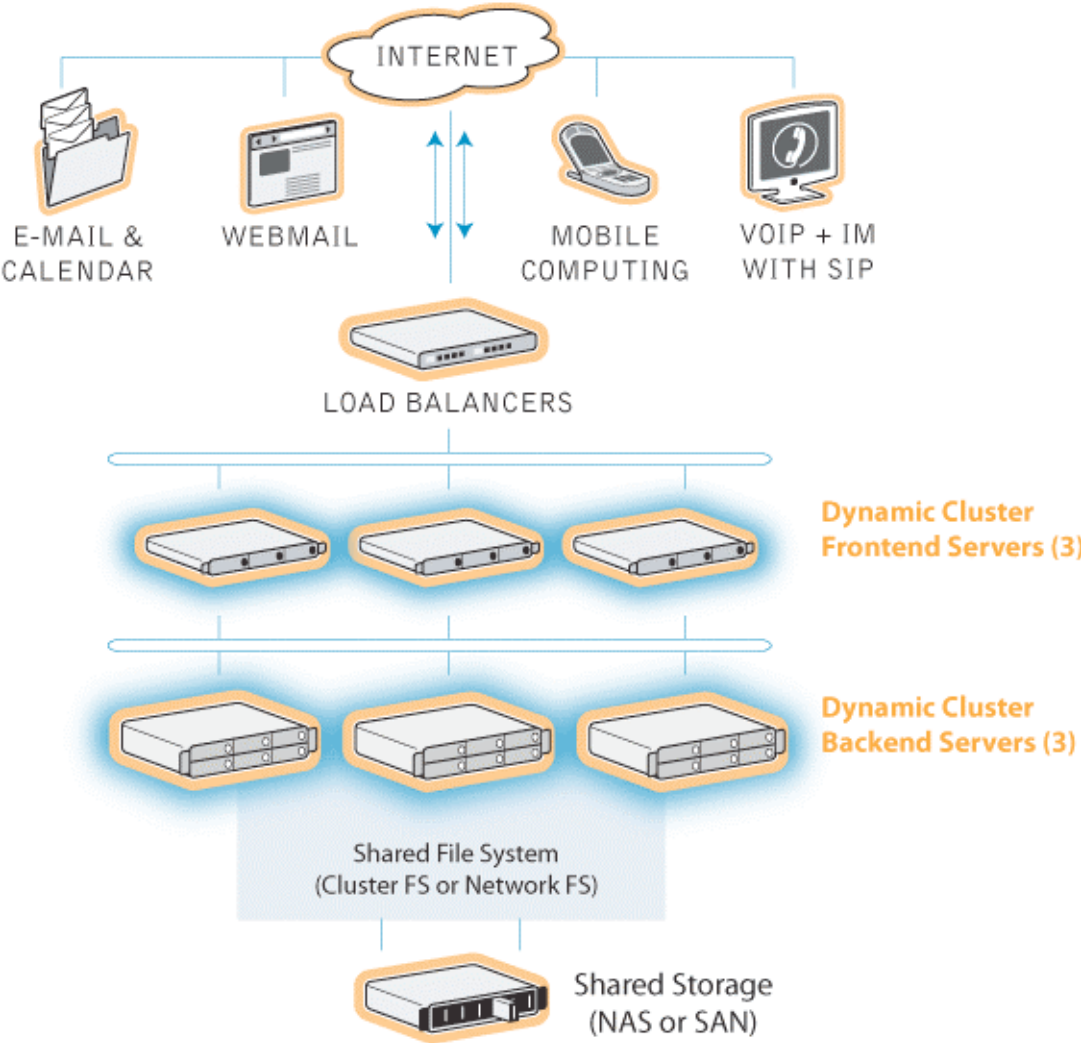 INTERNET
E-MAIL &
CALENDAR
WEBMAIL
MOBILE
COMPUTING
VOIP + IM
WITH SIP
LOAD BALANCERS
Dynamic Cluster
Frontend Servers (3)
Dynamic Cluster
Backend Servers (3)
Shared File System
(Cluster FS or Network FS)
Shared Storage
(NAS or SAN)